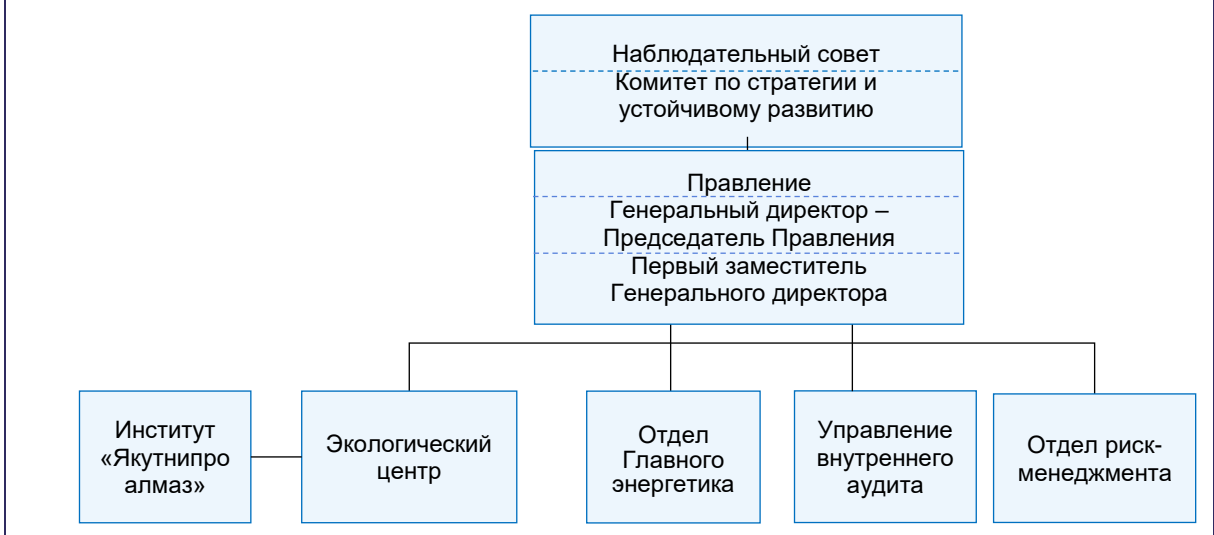 Наблюдательный совет
Комитет по стратегии и
устойчивому развитию
Правление
Генеральный директор –
Председатель Правления
Первый заместитель
Генерального директора
Институт
«Якутнипро
алмаз»
Экологический
центр
Отдел
Главного
энергетика
Управление
внутреннего
аудита
Отдел риск-
менеджмента